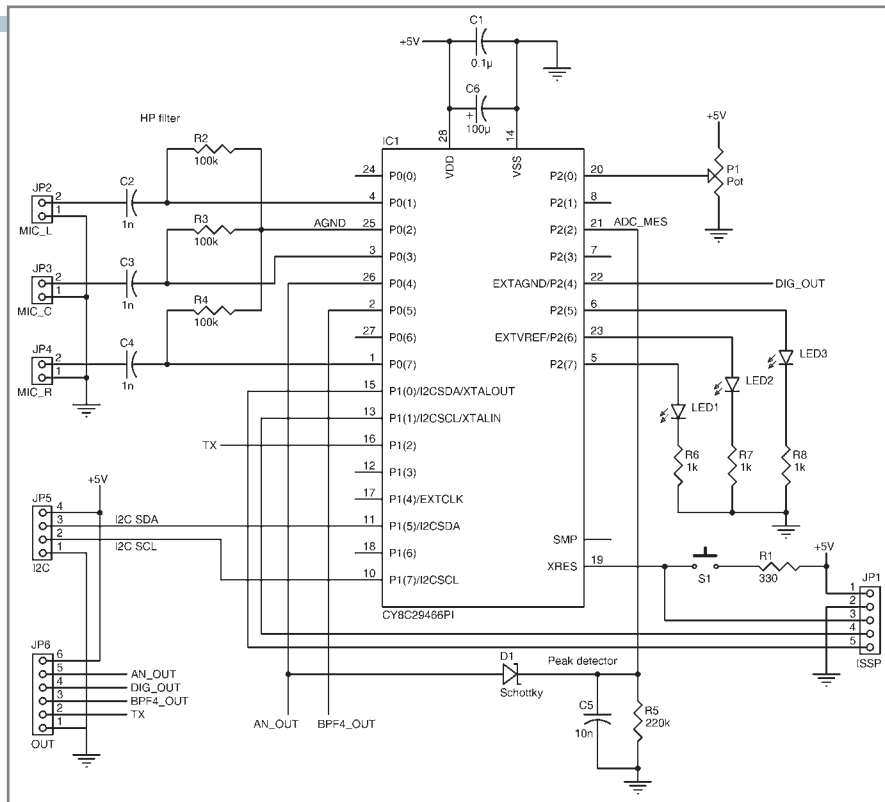 C1
+5V
0.1µ
C6
+
100µ
HP filter
R2
100k
IC1
28
14
VDD
VSS
+5V
P1
Pot
24
P0(0)
P2(0)
20
JP2
2
1
MIC_L
C2
1n
4
P0(1)
P2(1)
8
R3
100k
AGND
25
P0(2)
P2(2)
21
ADC_MES
3
P0(3)
P2(3)
7
JP3
2
1
MIC_C
C3
1n
26
P0(4)
EXTAGND/P2(4)
22
DIG_OUT
R4
100k
2
P0(5)
P2(5)
6
27
P0(6)
EXTVREF/P2(6)
23
JP4
2
1
MIC_R
C4
1n
1
P0(7)
P2(7)
5
LED3
LED2
LED1
15
P1(0)/I2CSDA/XTALOUT
13
P1(1)/I2CSCL/XTALIN
TX
16
P1(2)
12
P1(3)
R6
1k
R7
1k
R8
1k
17
P1(4)/EXTCLK
+5V
JP5
4
3
2
1
I2C
I2C SDA
I2C SCL
11
P1(5)/I2CSDA
18
P1(6)
SMP
10
P1(7)/I2CSCL
XRES
19
S1
R1
330
+5V
JP1
1
2
3
4
5
ISSP
CY8C29466PI
JP6
6
5
4
3
2
1
OUT
AN_OUT
DIG_OUT
BPF4_OUT
TX
D1
Schottky
Peak detector
C5
10n
R5
220k
AN_OUT
BPF4_OUT